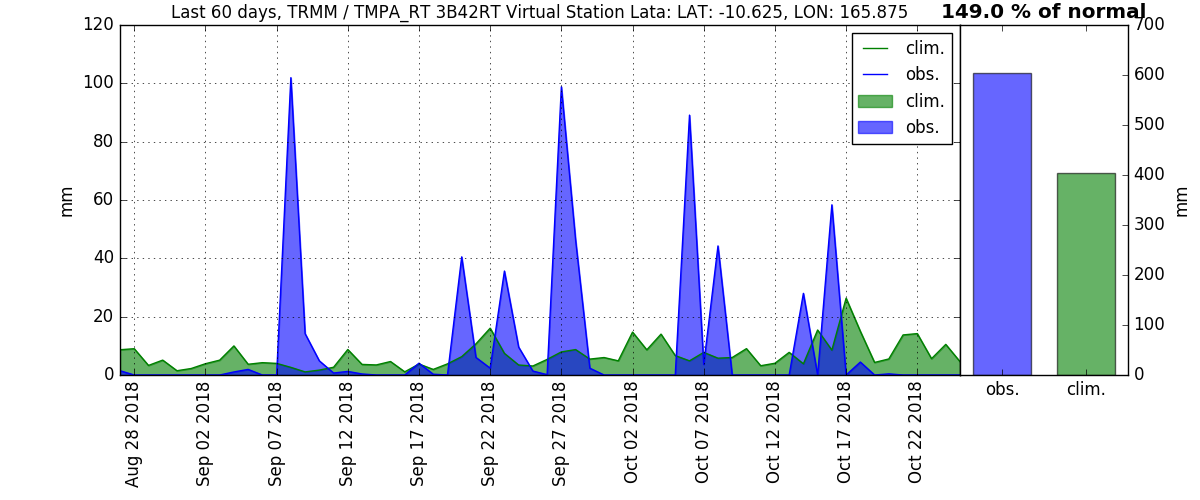 Last 60 days, TRMM / TMPA_RT 3B42RT Virtual Station Lata: LAT: -10.625, LON: 165.875
149.0 % of normal
120
100
80
60
40
20
0
mm
clim.
obs.
clim.
obs.
700
600
500
400
300
200
100
0
mm
obs.
clim.
Aug 28 2018
Sep 02 2018
Sep 07 2018
Sep 12 2018
Sep 17 2018
Sep 22 2018
Sep 27 2018
Oct 02 2018
Oct 07 2018
Oct 12 2018
Oct 17 2018
Oct 22 2018